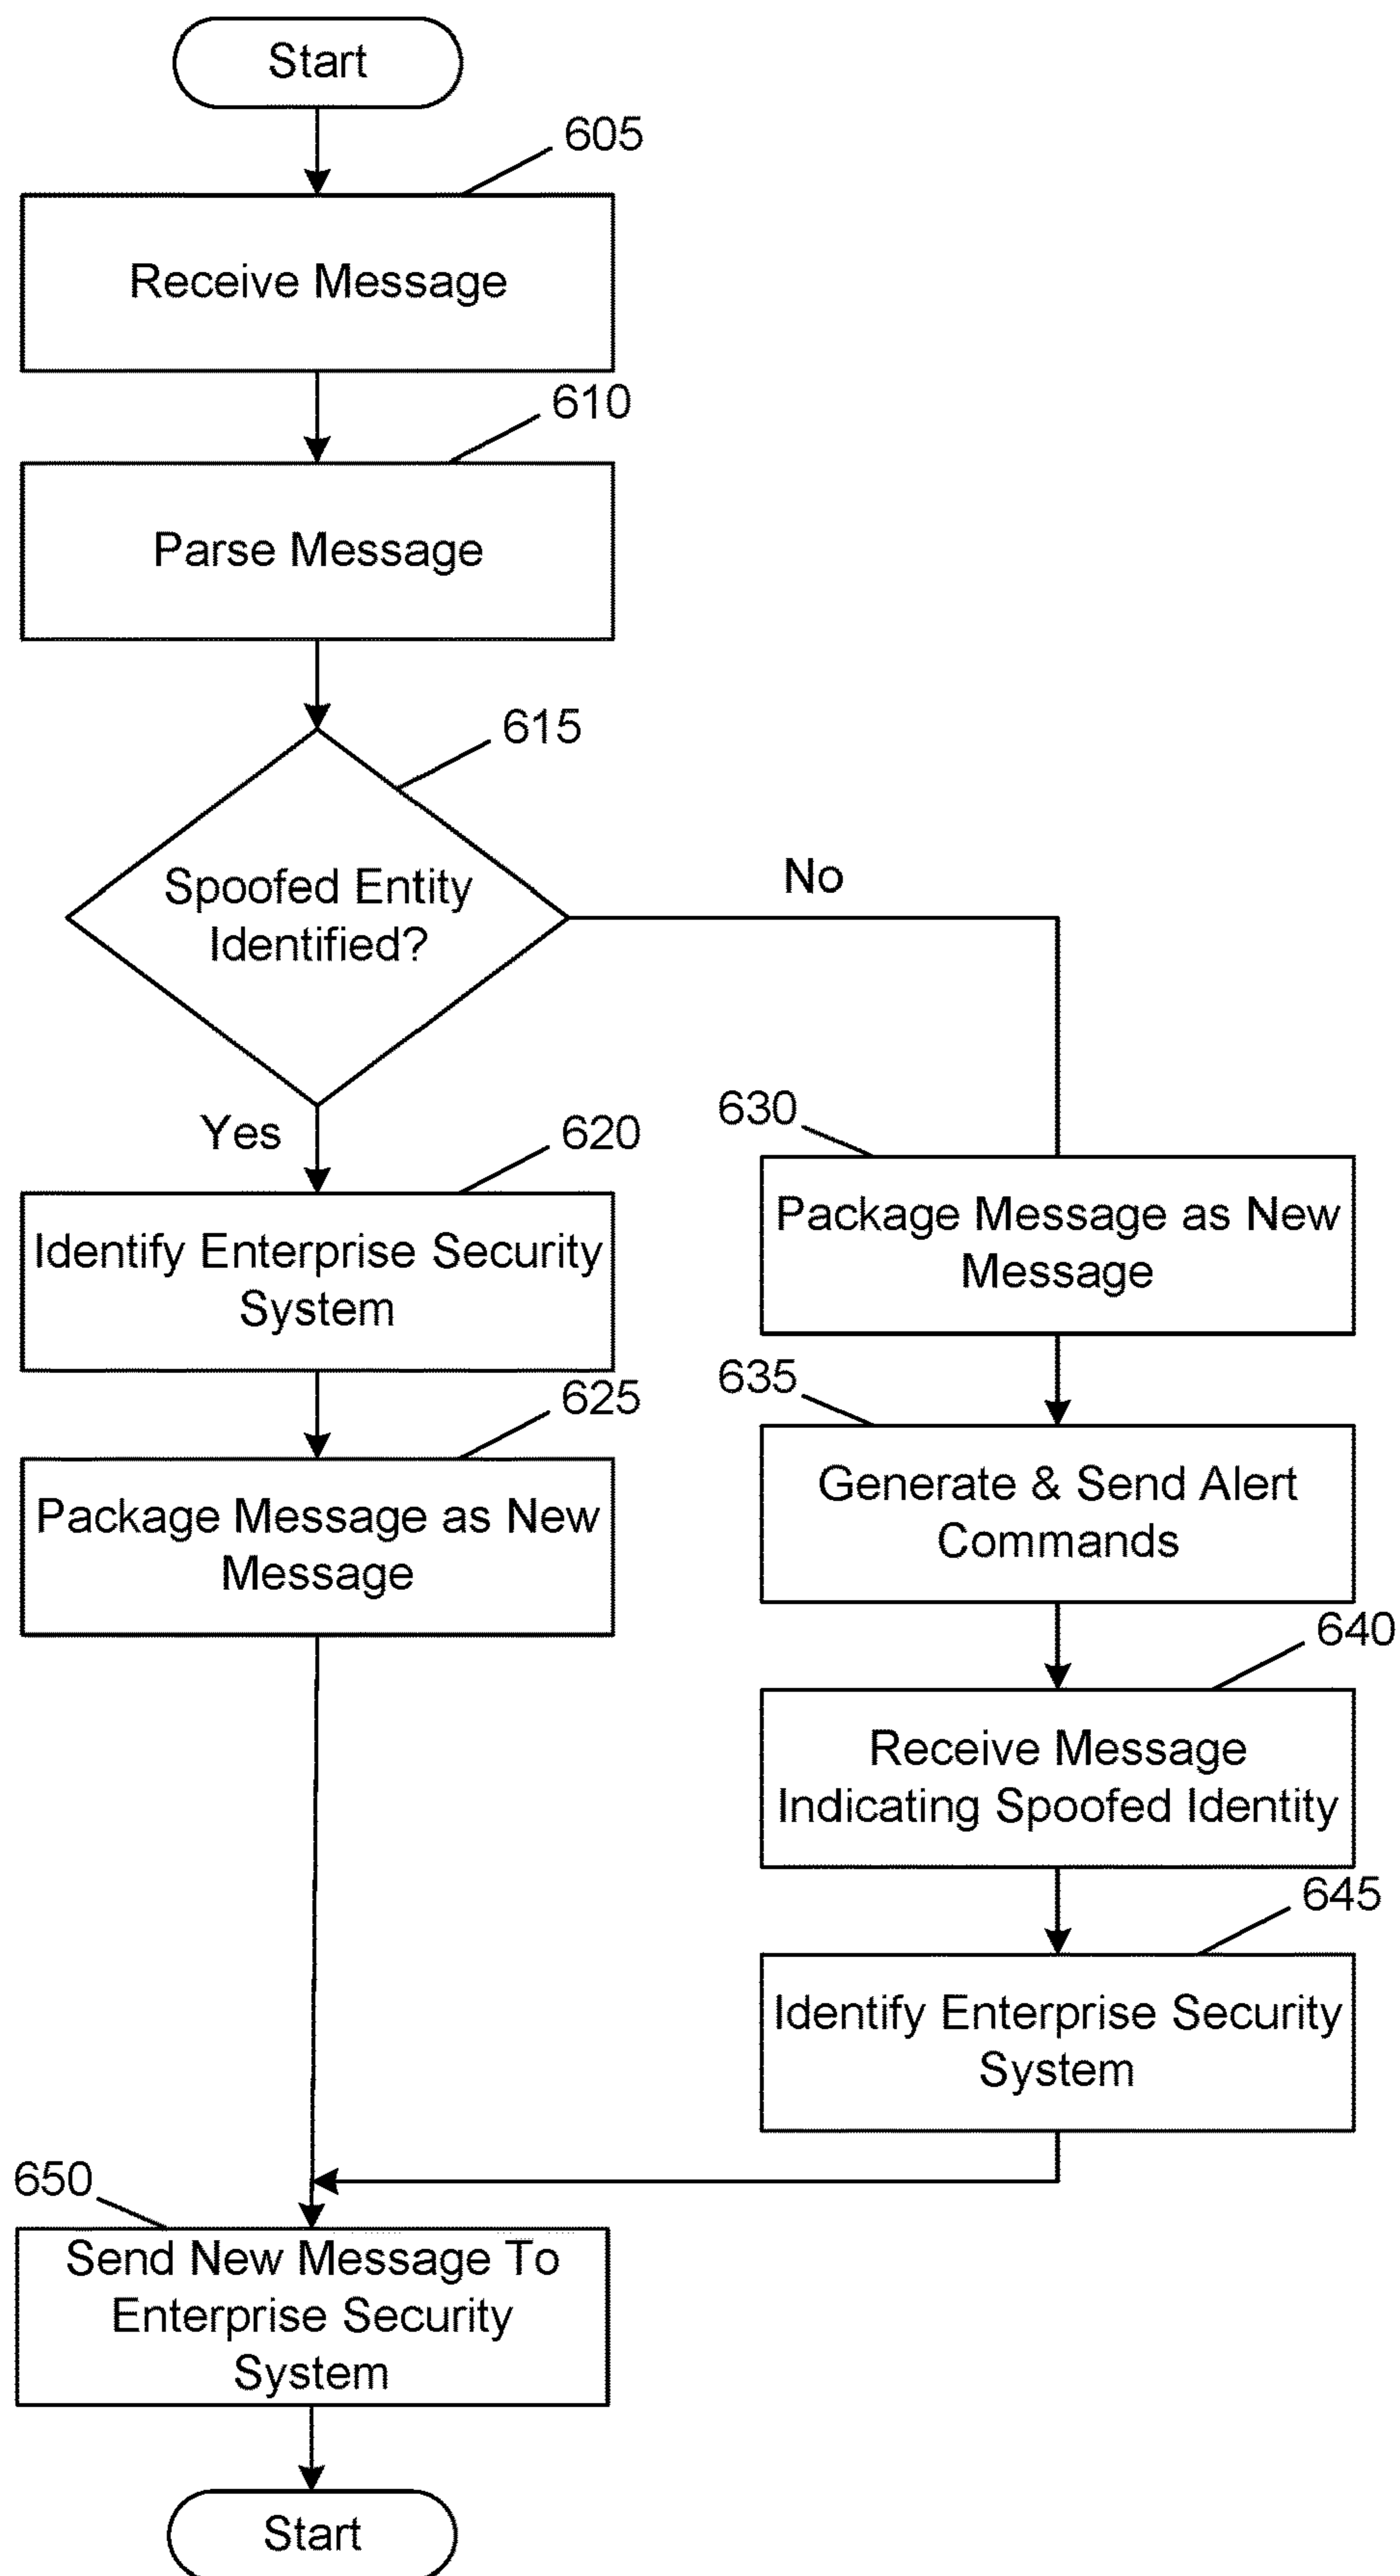 Start
605
Receive Message
610
Parse Message
615
Spoofed Entity
Identified?
No
Yes
620
Identify Enterprise Security
System
625
Package Message as New
Message
630
Package Message as New
Message
635
Generate & Send Alert
Commands
640
Receive Message
Indicating Spoofed Identity
645
Identify Enterprise Security
System
650
Send New Message To
Enterprise Security
System
Start